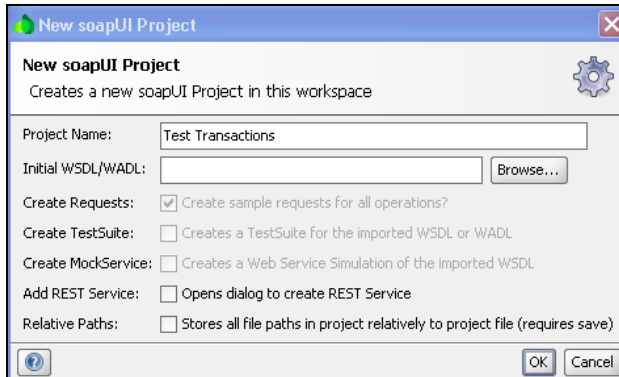 New soapUI Project
New soapUI Project
Creates a new soapUI Project in this workspace
Project Name: Test Transactions
Initial WSDL/WADL: Browse...
Create Requests: Create sample requests for all operations?
Create TestSuite: Creates a TestSuite for the imported WSDL or WADL
Create MockService: Creates a Web Service Simulation of the imported WSDL
Add REST Service: Opens dialog to create REST Service
Relative Paths: Stores all file paths in project relatively to project file (requires save)
? OK Cancel